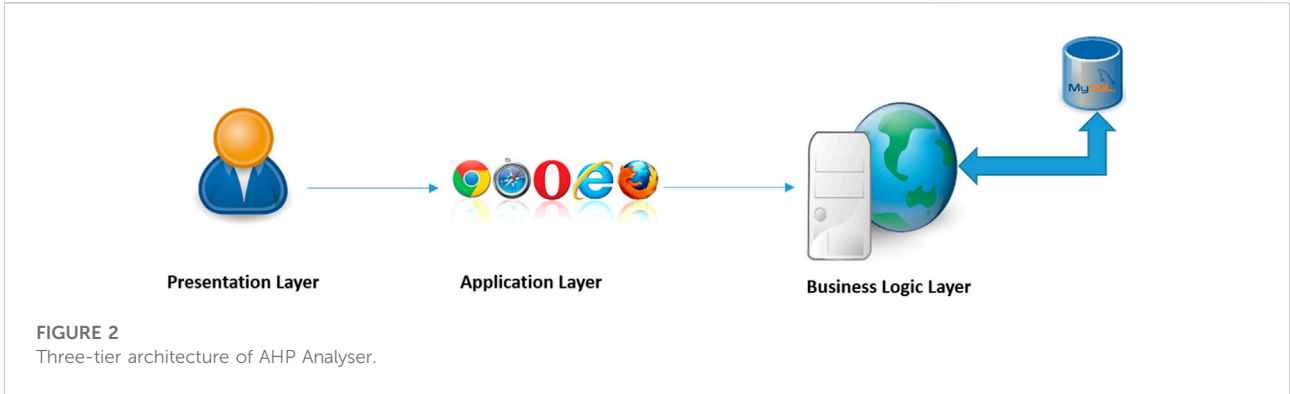 MySQL
Presentation Layer
Application Layer
Business Logic Layer
FIGURE 2
Three-tier architecture of AHP Analyser.